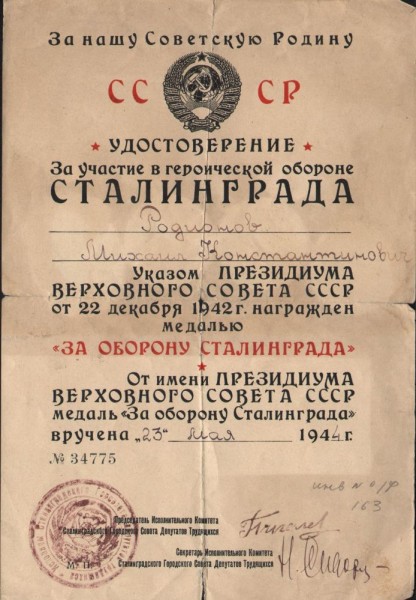 За нашу Советскую Родину
СССР
УДОСТОВЕРЕНИЕ
За участие в героической обороне
СТАЛИНГРАДА
Родионов
Михаил Константинович
Указом ПРЕЗИДИУМА
ВЕРХОВНОГО СОВЕТА СССР
от 22 декабря 1942 г. награжден
медалью
«ЗА ОБОРОНУ СТАЛИНГРАДА»
От имени ПРЕЗИДИУМА
ВЕРХОВНОГО СОВЕТА СССР
медаль «За оборону Сталинграда»
вручена „23" мая 1944 г.
№ 34775
инв № о/ф
163
Председатель Исполнительного Комитета
Сталинградского Городского Совета Депутатов Трудящихся
Секретарь Исполнительного Комитета
Сталинградского Городского Совета Депутатов Трудящихся